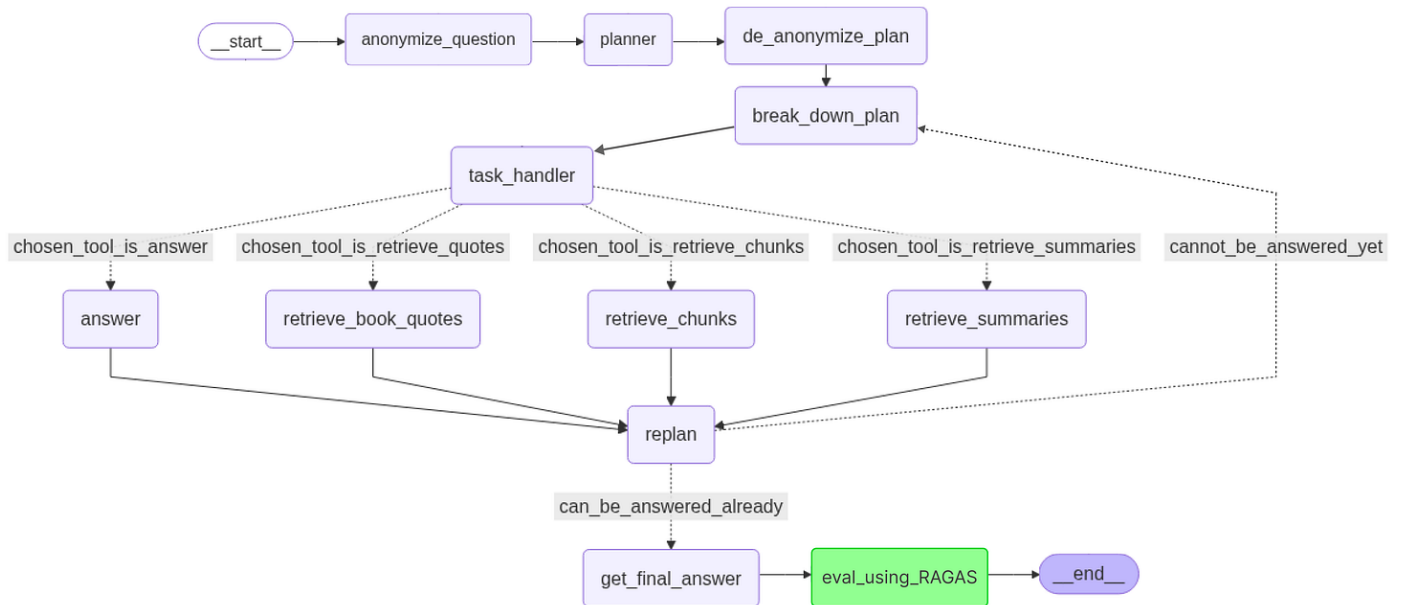 __start__
anonymize_question
planner
de_anonymize_plan
break_down_plan
task_handler
chosen_tool_is_answer
chosen_tool_is_retrieve_quotes
chosen_tool_is_retrieve_chunks
chosen_tool_is_retrieve_summaries
cannot_be_answered_yet
answer
retrieve_book_quotes
retrieve_chunks
retrieve_summaries
replan
can_be_answered_already
get_final_answer
eval_using_RAGAS
__end__